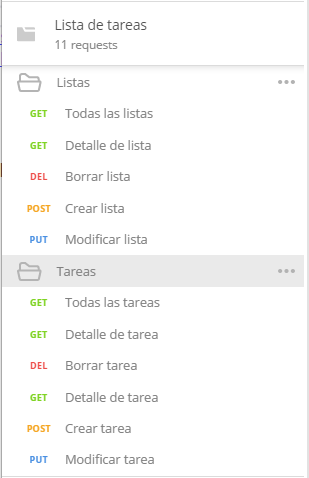 Lista de tareas
11 requests
Listas
GET Todas las listas
GET Detalle de lista
DEL Borrar lista
POST Crear lista
PUT Modificar lista
Tareas
GET Todas las tareas
GET Detalle de tarea
DEL Borrar tarea
GET Detalle de tarea
POST Crear tarea
PUT Modificar tarea